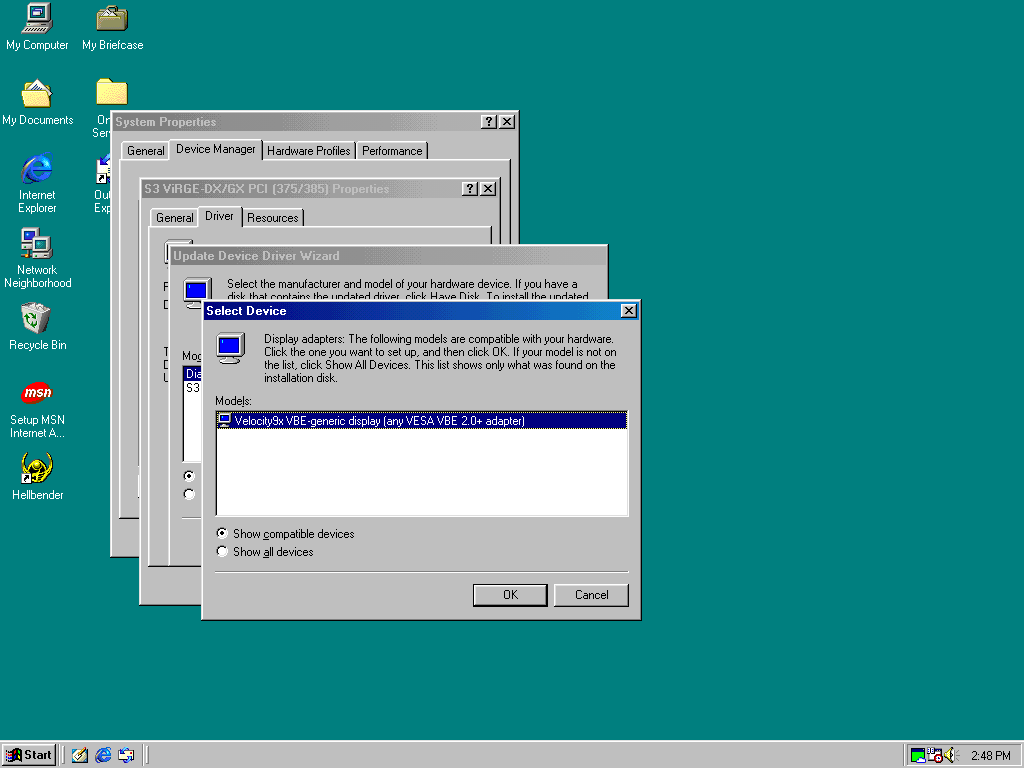 My Computer
My Briefcase
My Documents
Internet
Explorer
Network
Neighborhood
Recycle Bin
Setup MSN
Internet A...
msn
Hellbender
System Properties
General
Device Manager
Hardware Profiles
Performance
S3 ViRGE-DX/GX PCI (375/385) Properties
General
Driver
Resources
Update Device Driver Wizard
Select the manufacturer and model of your hardware device. If you have a
disk that contains the updated driver, click Have Disk. To install the updated
S3
Select Device
Display adapters: The following models are compatible with your hardware.
Click the one you want to set up, and then click OK. If your model is not on
the list, click Show All Devices. This list shows only what was found on the
installation disk.
Models:
Velocity9x VBE-generic display (any VESA VBE 2.0+ adapter)
Show compatible devices
Show all devices
OK
Cancel
Start
2:48 PM